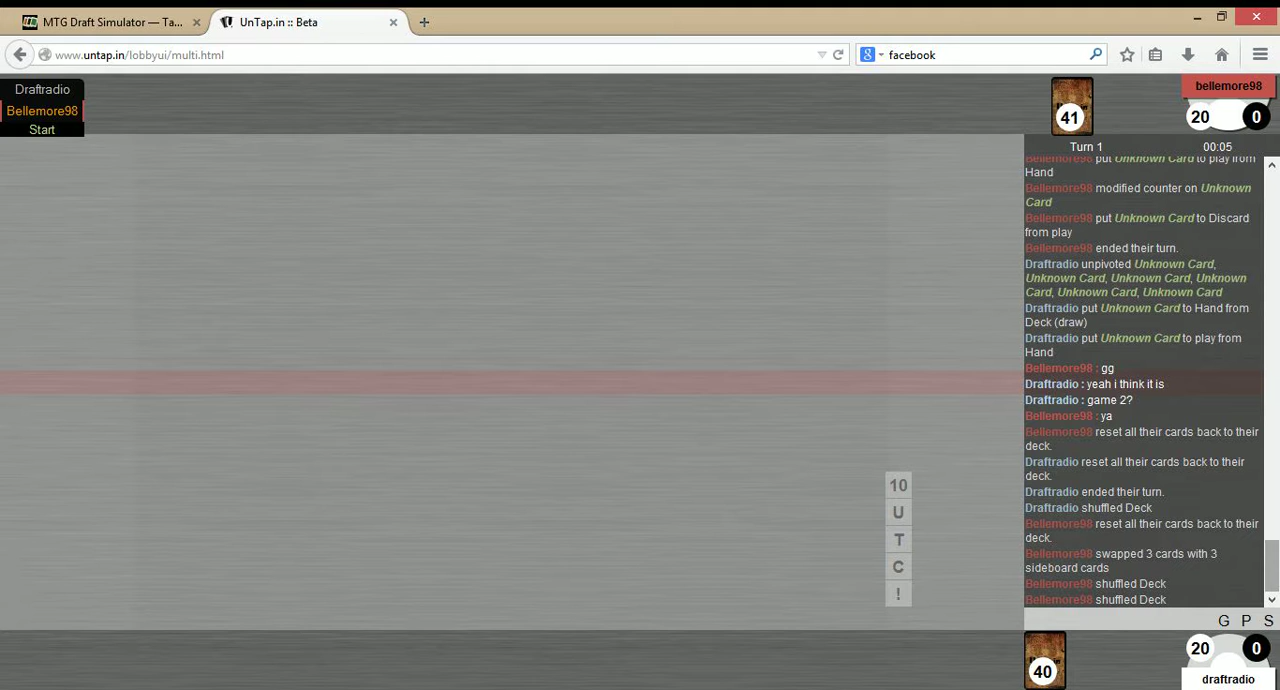 MTG Draft Simulator — Ta...
UnTap.in :: Beta
www.untap.in/lobbyui/multi.html
facebook
Draftradio
Bellemore98
Start
41
bellemore98
20 0
Turn 1 00:05
Bellemore98 put Unknown Card to play from
Hand
Bellemore98 modified counter on Unknown
Card
Bellemore98 put Unknown Card to Discard
from play
Bellemore98 ended their turn.
Draftradio unpivoted Unknown Card,
Unknown Card, Unknown Card, Unknown
Card, Unknown Card, Unknown Card
Draftradio put Unknown Card to Hand from
Deck (draw)
Draftradio put Unknown Card to play from
Hand
Bellemore98 : gg
Draftradio : yeah i think it is
Draftradio : game 2?
Bellemore98 : ya
Bellemore98 reset all their cards back to their
deck.
Draftradio reset all their cards back to their
deck.
Draftradio ended their turn.
Draftradio shuffled Deck
Bellemore98 reset all their cards back to their
deck.
Bellemore98 swapped 3 cards with 3
sideboard cards
Bellemore98 shuffled Deck
Bellemore98 shuffled Deck
10
U
T
C
!
G P S
40
20 0
draftradio